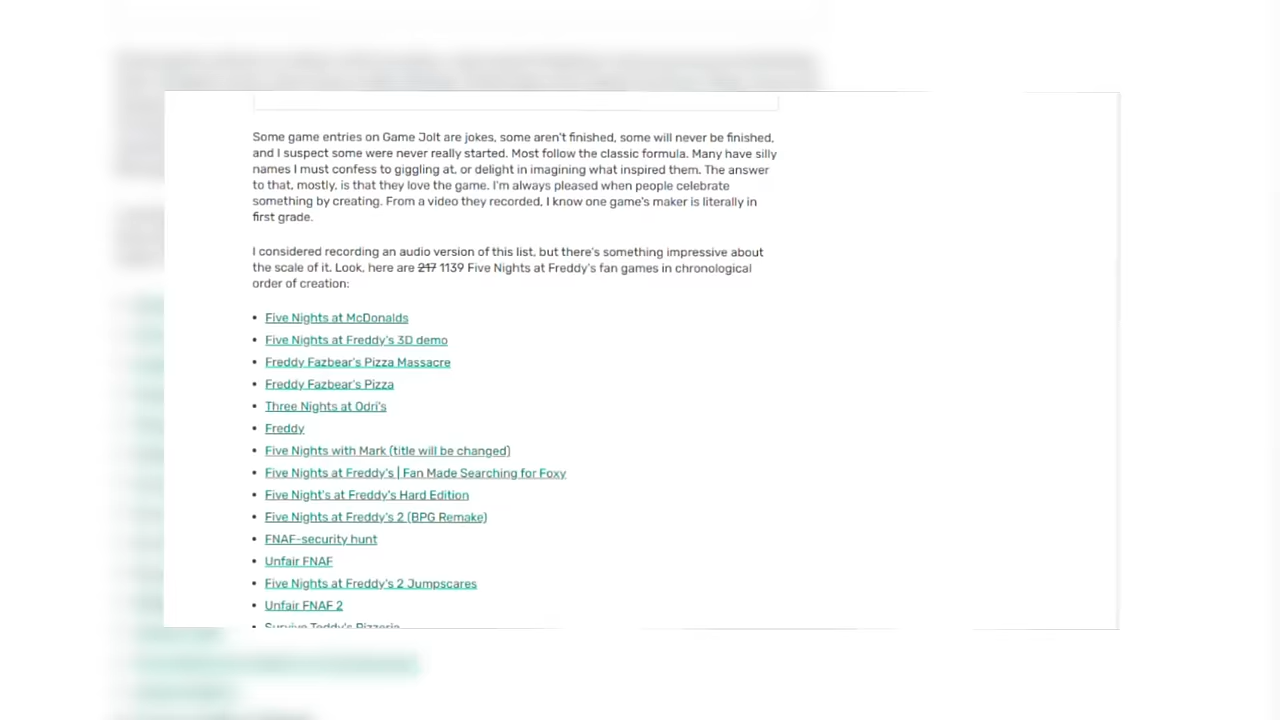 Some game entries on Game Jolt are jokes, some aren't finished, some will never be finished,
and I suspect some were never really started. Most follow the classic formula. Many have silly
names I must confess to giggling at, or delight in imagining what inspired them. The answer
to that, mostly, is that they love the game. I'm always pleased when people celebrate
something by creating. From a video they recorded, I know one game's maker is literally in
first grade.
I considered recording an audio version of this list, but there's something impressive about
the scale of it. Look, here are 217 1139 Five Nights at Freddy's fan games in chronological
order of creation:
• Five Nights at McDonalds
• Five Nights at Freddy's 3D demo
• Freddy Fazbear's Pizza Massacre
• Freddy Fazbear's Pizza
• Three Nights at Odri's
• Freddy
• Five Nights with Mark (title will be changed)
• Five Nights at Freddy's | Fan Made Searching for Foxy
• Five Night's at Freddy's Hard Edition
• Five Nights at Freddy's 2 (BPG Remake)
• FNAF-security hunt
• Unfair FNAF
• Five Nights at Freddy's 2 Jumpscares
• Unfair FNAF 2
• Survive Teddy's Pizzeria